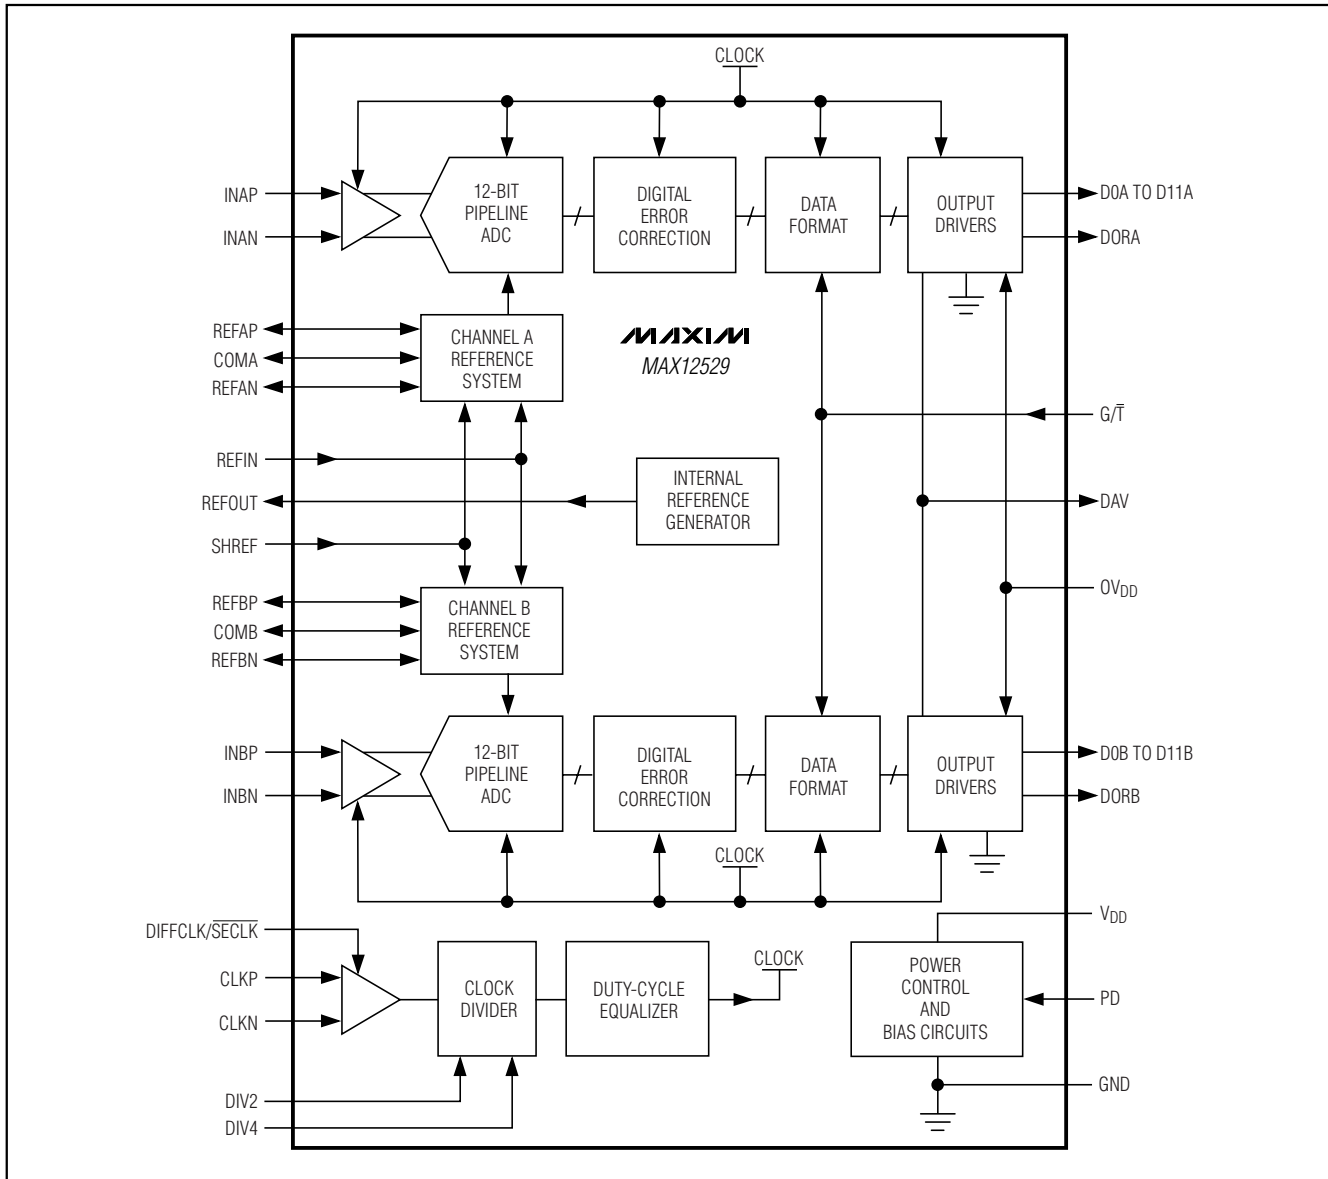 CLOCK
INAP
INAN
12-BIT
PIPELINE
ADC
DIGITAL
ERROR
CORRECTION
DATA
FORMAT
OUTPUT
DRIVERS
D0A TO D11A
DORA
REFAP
COMA
REFAN
CHANNEL A
REFERENCE
SYSTEM
MAXIM
MAX12529
G/T̅
REFIN
REFOUT
SHREF
INTERNAL
REFERENCE
GENERATOR
DAV
OVDD
REFBP
COMB
REFBN
CHANNEL B
REFERENCE
SYSTEM
INBP
INBN
12-BIT
PIPELINE
ADC
DIGITAL
ERROR
CORRECTION
DATA
FORMAT
OUTPUT
DRIVERS
D0B TO D11B
DORB
CLOCK
DIFFCLK/S̅E̅C̅L̅K̅
CLKP
CLKN
CLOCK
DIVIDER
DUTY-CYCLE
EQUALIZER
CLOCK
DIV2
DIV4
VDD
POWER
CONTROL
AND
BIAS CIRCUITS
PD
GND